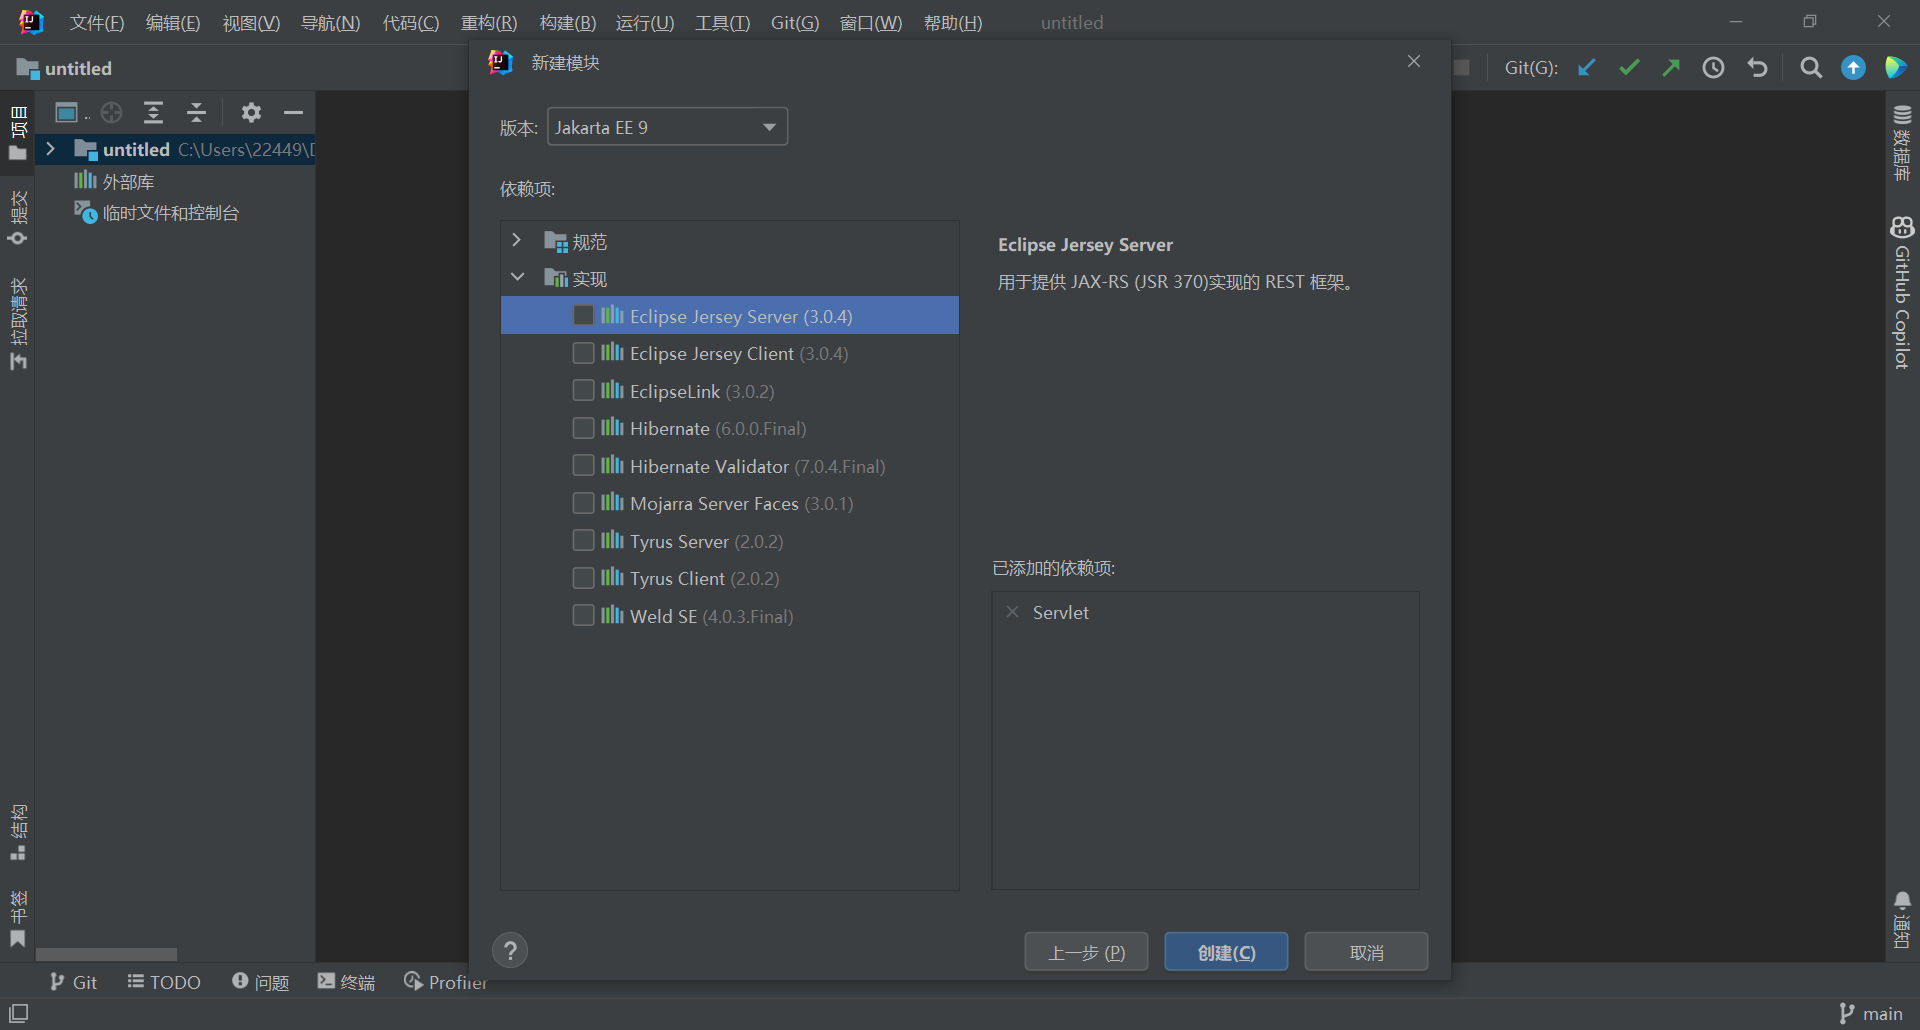 文件(F) 编辑(E) 视图(V) 导航(N) 代码(C) 重构(R) 构建(B) 运行(U) 工具(T) Git(G) 窗口(W) 帮助(H) untitled
untitled
Git(G):
新建模块
版本: Jakarta EE 9
依赖项:
项目
提交
拉取请求
结构
书签
untitled C:\Users\22449\
外部库
临时文件和控制台
规范
实现
Eclipse Jersey Server (3.0.4)
Eclipse Jersey Client (3.0.4)
EclipseLink (3.0.2)
Hibernate (6.0.0.Final)
Hibernate Validator (7.0.4.Final)
Mojarra Server Faces (3.0.1)
Tyrus Server (2.0.2)
Tyrus Client (2.0.2)
Weld SE (4.0.3.Final)
Eclipse Jersey Server
用于提供 JAX-RS (JSR 370)实现的 REST 框架。
已添加的依赖项:
Servlet
?
上一步 (P) 创建(C) 取消
数据库
GitHub Copilot
通知
Git TODO 问题 终端 Profiler
main